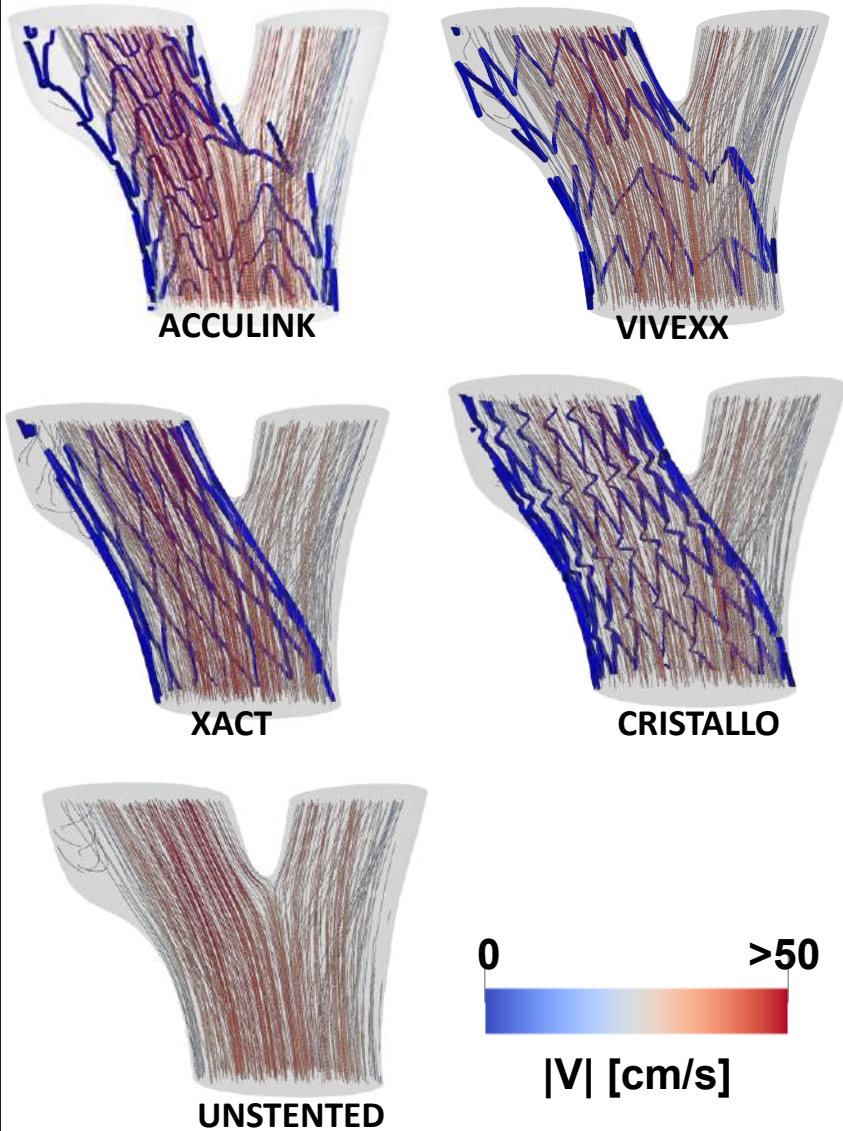 ACCULINK
VIVEXX
XACT
CRISTALLO
UNSTENTED
0 >50
|V| [cm/s]